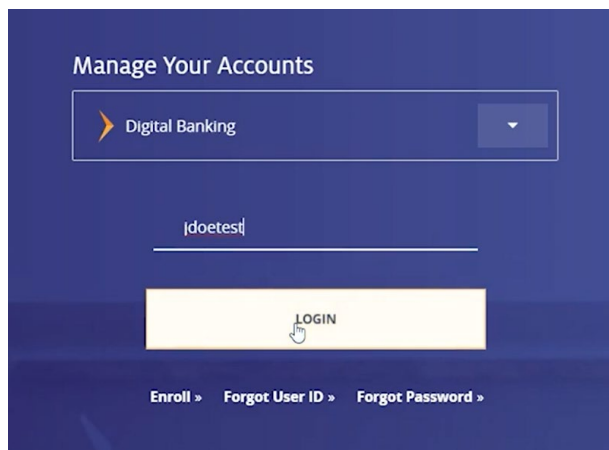 Manage Your Accounts
Digital Banking
jdoetest
LOGIN
Enroll » Forgot User ID » Forgot Password »